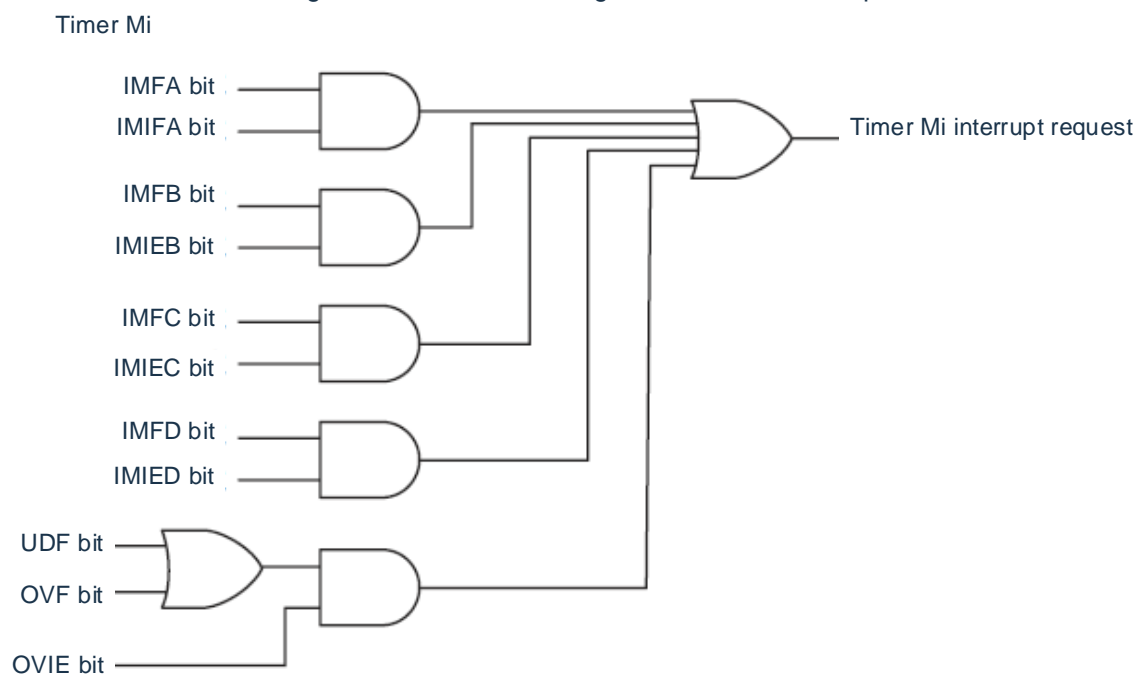 Timer Mi
IMFA bit
IMIFA bit
Timer Mi interrupt request
IMFB bit
IMIEB bit
IMFC bit
IMIEC bit
IMFD bit
IMIED bit
UDF bit
OVF bit
OVIE bit